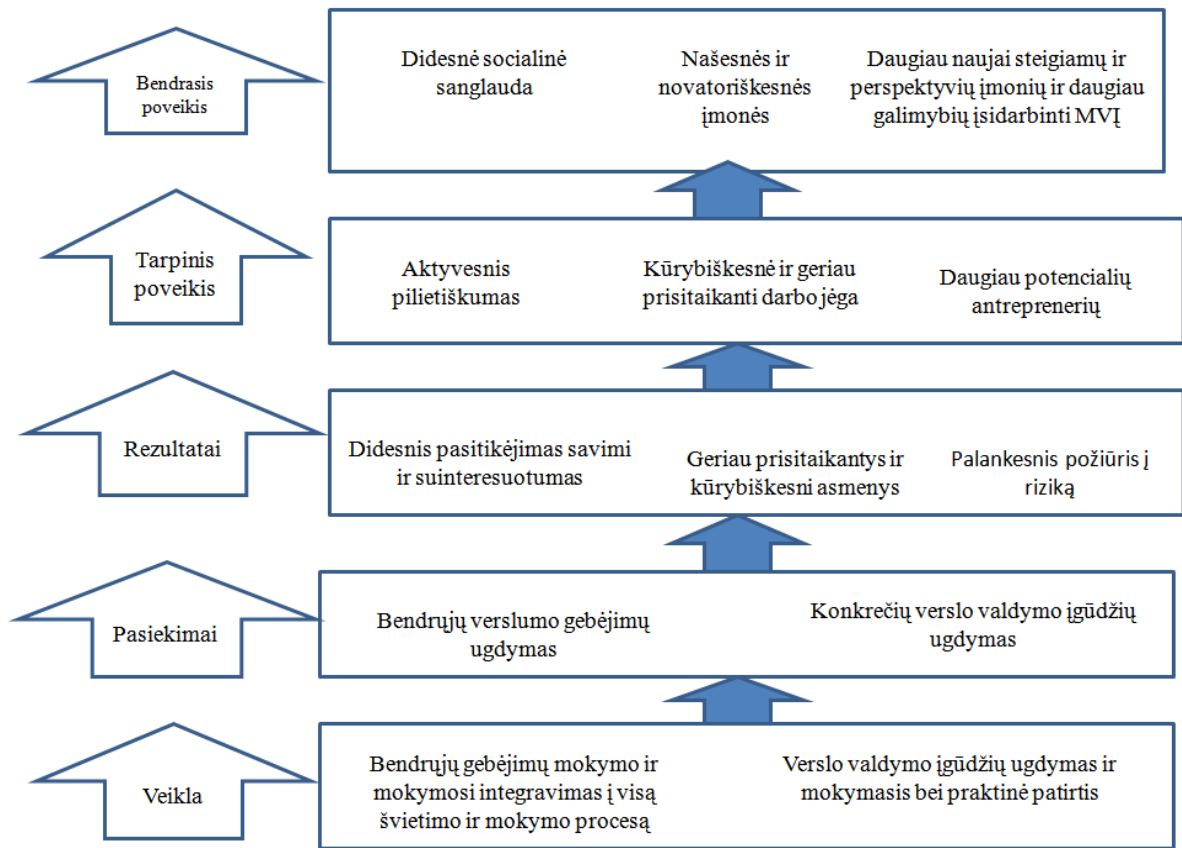 Bendrasis
poveikis
Didesnė socialinė
sanglauda
Našesnės ir
novatoriškesnės
įmonės
Daugiau naujai steigiamų ir
perspektyvių įmonių ir daugiau
galimybių įsidarbinti MVĮ
Tarpinis
poveikis
Aktyvesnis
pilietiškumas
Kūrybiškesnė ir geriau
prisitaikanti darbo jėga
Daugiau potencialių
antreprenerių
Rezultatai
Didesnis pasitikėjimas savimi
ir suinteresuotumas
Geriau prisitaikantys ir
kūrybiškesni asmenys
Palankesnis požiūris į
riziką
Pasiekimai
Bendrųjų verslumo gebėjimų
ugdymas
Konkrečių verslo valdymo įgūdžių
ugdymas
Veikla
Bendrųjų gebėjimų mokymo ir
mokymosi integravimas į visą
švietimo ir mokymo procesą
Verslo valdymo įgūdžių ugdymas ir
mokymasis bei praktinė patirtis